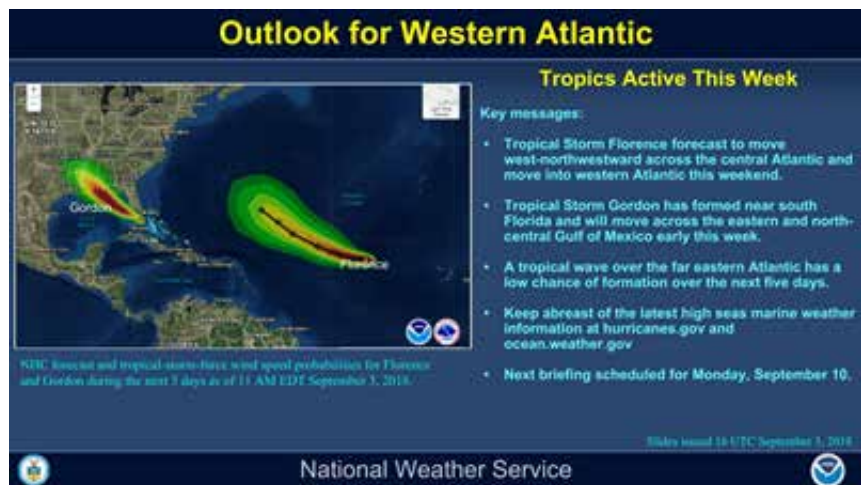 Outlook for Western Atlantic
Tropics Active This Week
Key messages:
• Tropical Storm Florence forecast to move
west-northwestward across the central Atlantic and
move into western Atlantic this weekend.
• Tropical Storm Gordon has formed near south
Florida and will move across the eastern and north-
central Gulf of Mexico early this week.
• A tropical wave over the far eastern Atlantic has a
low chance of formation over the next five days.
• Keep abreast of the latest high seas marine weather
information at hurricanes.gov and
ocean.weather.gov
• Next briefing scheduled for Monday, September 10.
Gordon
Florence
NHC forecast and tropical-storm-force wind speed probabilities for Florence
and Gordon during the next 5 days as of 11 AM EDT September 3, 2018.
Slides issued 16 UTC September 3, 2018
National Weather Service